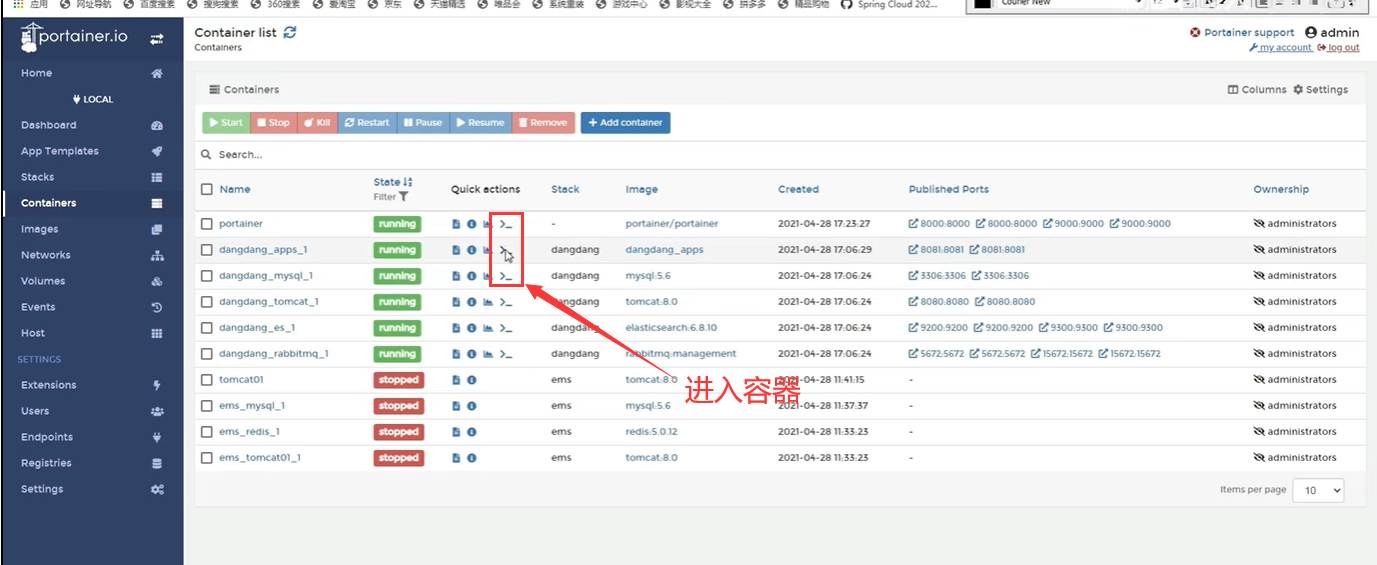 应用 网址导航 百度搜索 搜狗搜索 360搜索 爱淘宝 京东 天猫精选 唯品会 系统重装 游戏中心 影视大全 拼多多 精品购物 Spring Cloud 202... Courier New
portainer.io
Container list
Containers
Portainer support admin
my account log out
Home
LOCAL
Dashboard
App Templates
Stacks
Containers
Images
Networks
Volumes
Events
Host
SETTINGS
Extensions
Users
Endpoints
Registries
Settings
Containers Columns Settings
Start Stop Kill Restart Pause Resume Remove + Add container
Search...
Name State Filter Quick actions Stack Image Created Published Ports Ownership
portainer running >_ - portainer/portainer 2021-04-28 17:23:27 8000:8000 8000:8000 9000:9000 9000:9000 administrators
dangdang_apps_1 running dangdang dangdang_apps 2021-04-28 17:06:29 8081:8081 8081:8081 administrators
dangdang_mysql_1 running >_ dangdang mysql:5.6 2021-04-28 17:06:24 3306:3306 3306:3306 administrators
dangdang_tomcat_1 running >_ dangdang tomcat:8.0 2021-04-28 17:06:24 8080:8080 8080:8080 administrators
dangdang_es_1 running >_ dangdang elasticsearch:6.8.10 2021-04-28 17:06:24 9200:9200 9200:9200 9300:9300 9300:9300 administrators
dangdang_rabbitmq_1 running >_ dangdang rabbitmq:management 2021-04-28 17:06:24 5672:5672 5672:5672 15672:15672 15672:15672 administrators
tomcat01 stopped ems tomcat:8.0 2021-04-28 11:41:15 - administrators
进入容器
ems_mysql_1 stopped ems mysql:5.6 2021-04-28 11:37:37 - administrators
ems_redis_1 stopped ems redis:5.0.12 2021-04-28 11:33:23 - administrators
ems_tomcat01_1 stopped ems tomcat:8.0 2021-04-28 11:33:23 - administrators
Items per page 10